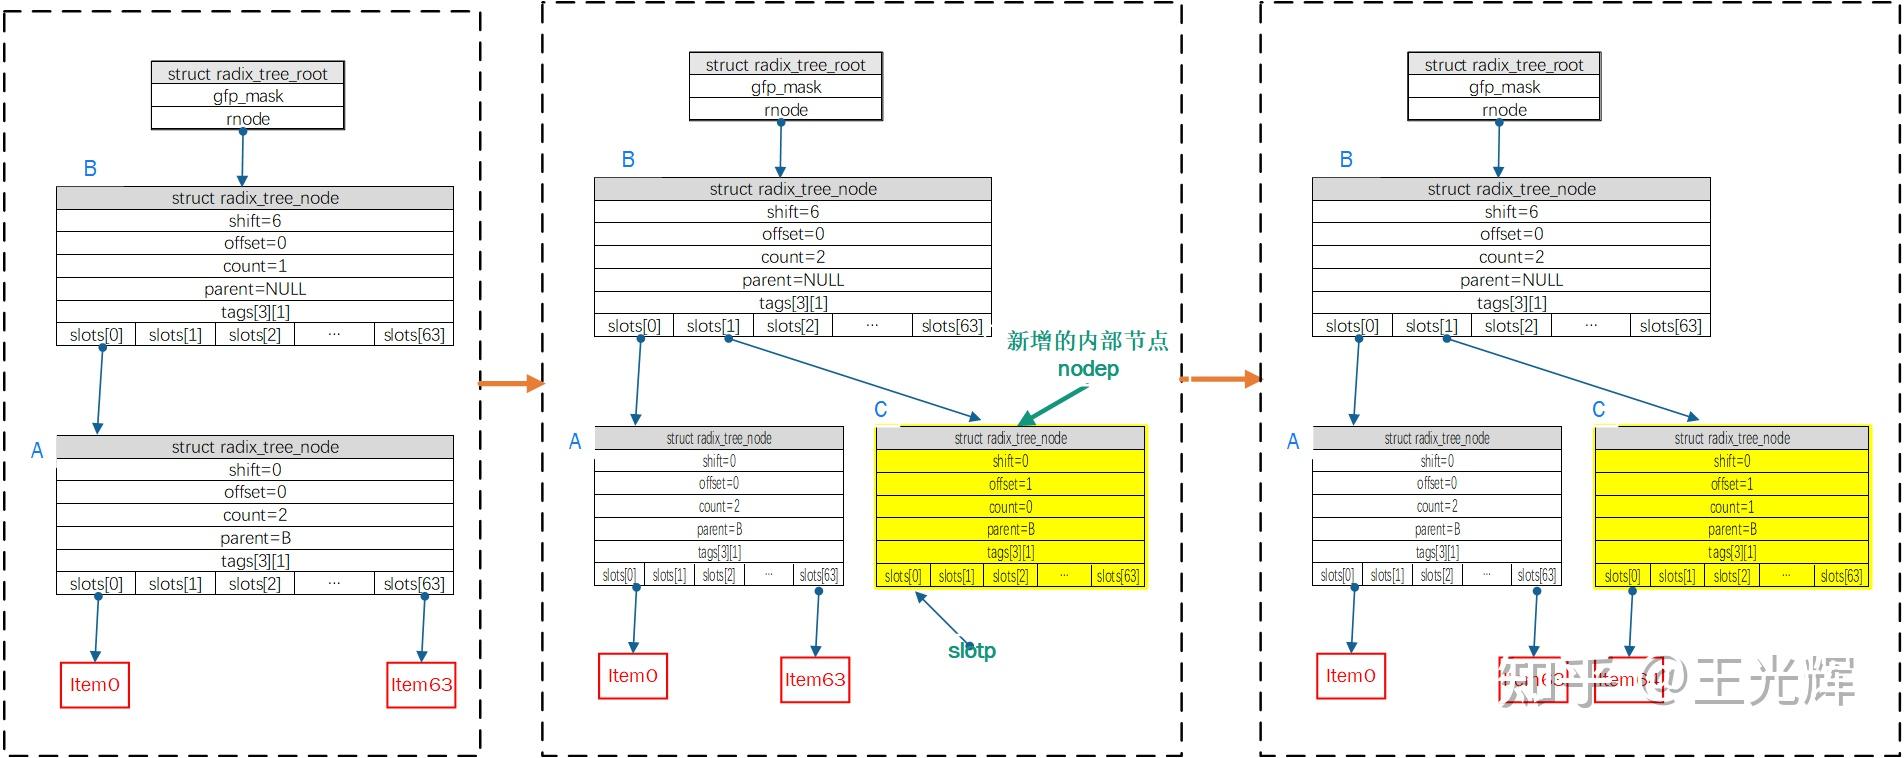 struct radix_tree_root
gfp_mask
rnode
B
struct radix_tree_node
shift=6
offset=0
count=1
parent=NULL
tags[3][1]
slots[0] slots[1] slots[2] ... slots[63]
A
struct radix_tree_node
shift=0
offset=0
count=2
parent=B
tags[3][1]
slots[0] slots[1] slots[2] ... slots[63]
Item0
Item63
struct radix_tree_root
gfp_mask
rnode
B
struct radix_tree_node
shift=6
offset=0
count=2
parent=NULL
tags[3][1]
slots[0] slots[1] slots[2] ... slots[63]
新增的内部节点
nodep
A
struct radix_tree_node
shift=0
offset=0
count=2
parent=B
tags[3][1]
slots[0] slots[1] slots[2] ... slots[63]
Item0
Item63
C
struct radix_tree_node
shift=0
offset=1
count=0
parent=B
tags[3][1]
slots[0] slots[1] slots[2] ... slots[63]
slotp
struct radix_tree_root
gfp_mask
rnode
B
struct radix_tree_node
shift=6
offset=0
count=2
parent=NULL
tags[3][1]
slots[0] slots[1] slots[2] ... slots[63]
A
struct radix_tree_node
shift=0
offset=0
count=2
parent=B
tags[3][1]
slots[0] slots[1] slots[2] ... slots[63]
Item0
Item63
C
struct radix_tree_node
shift=0
offset=1
count=1
parent=B
tags[3][1]
slots[0] slots[1] slots[2] ... slots[63]
Item64
知乎 @王光辉